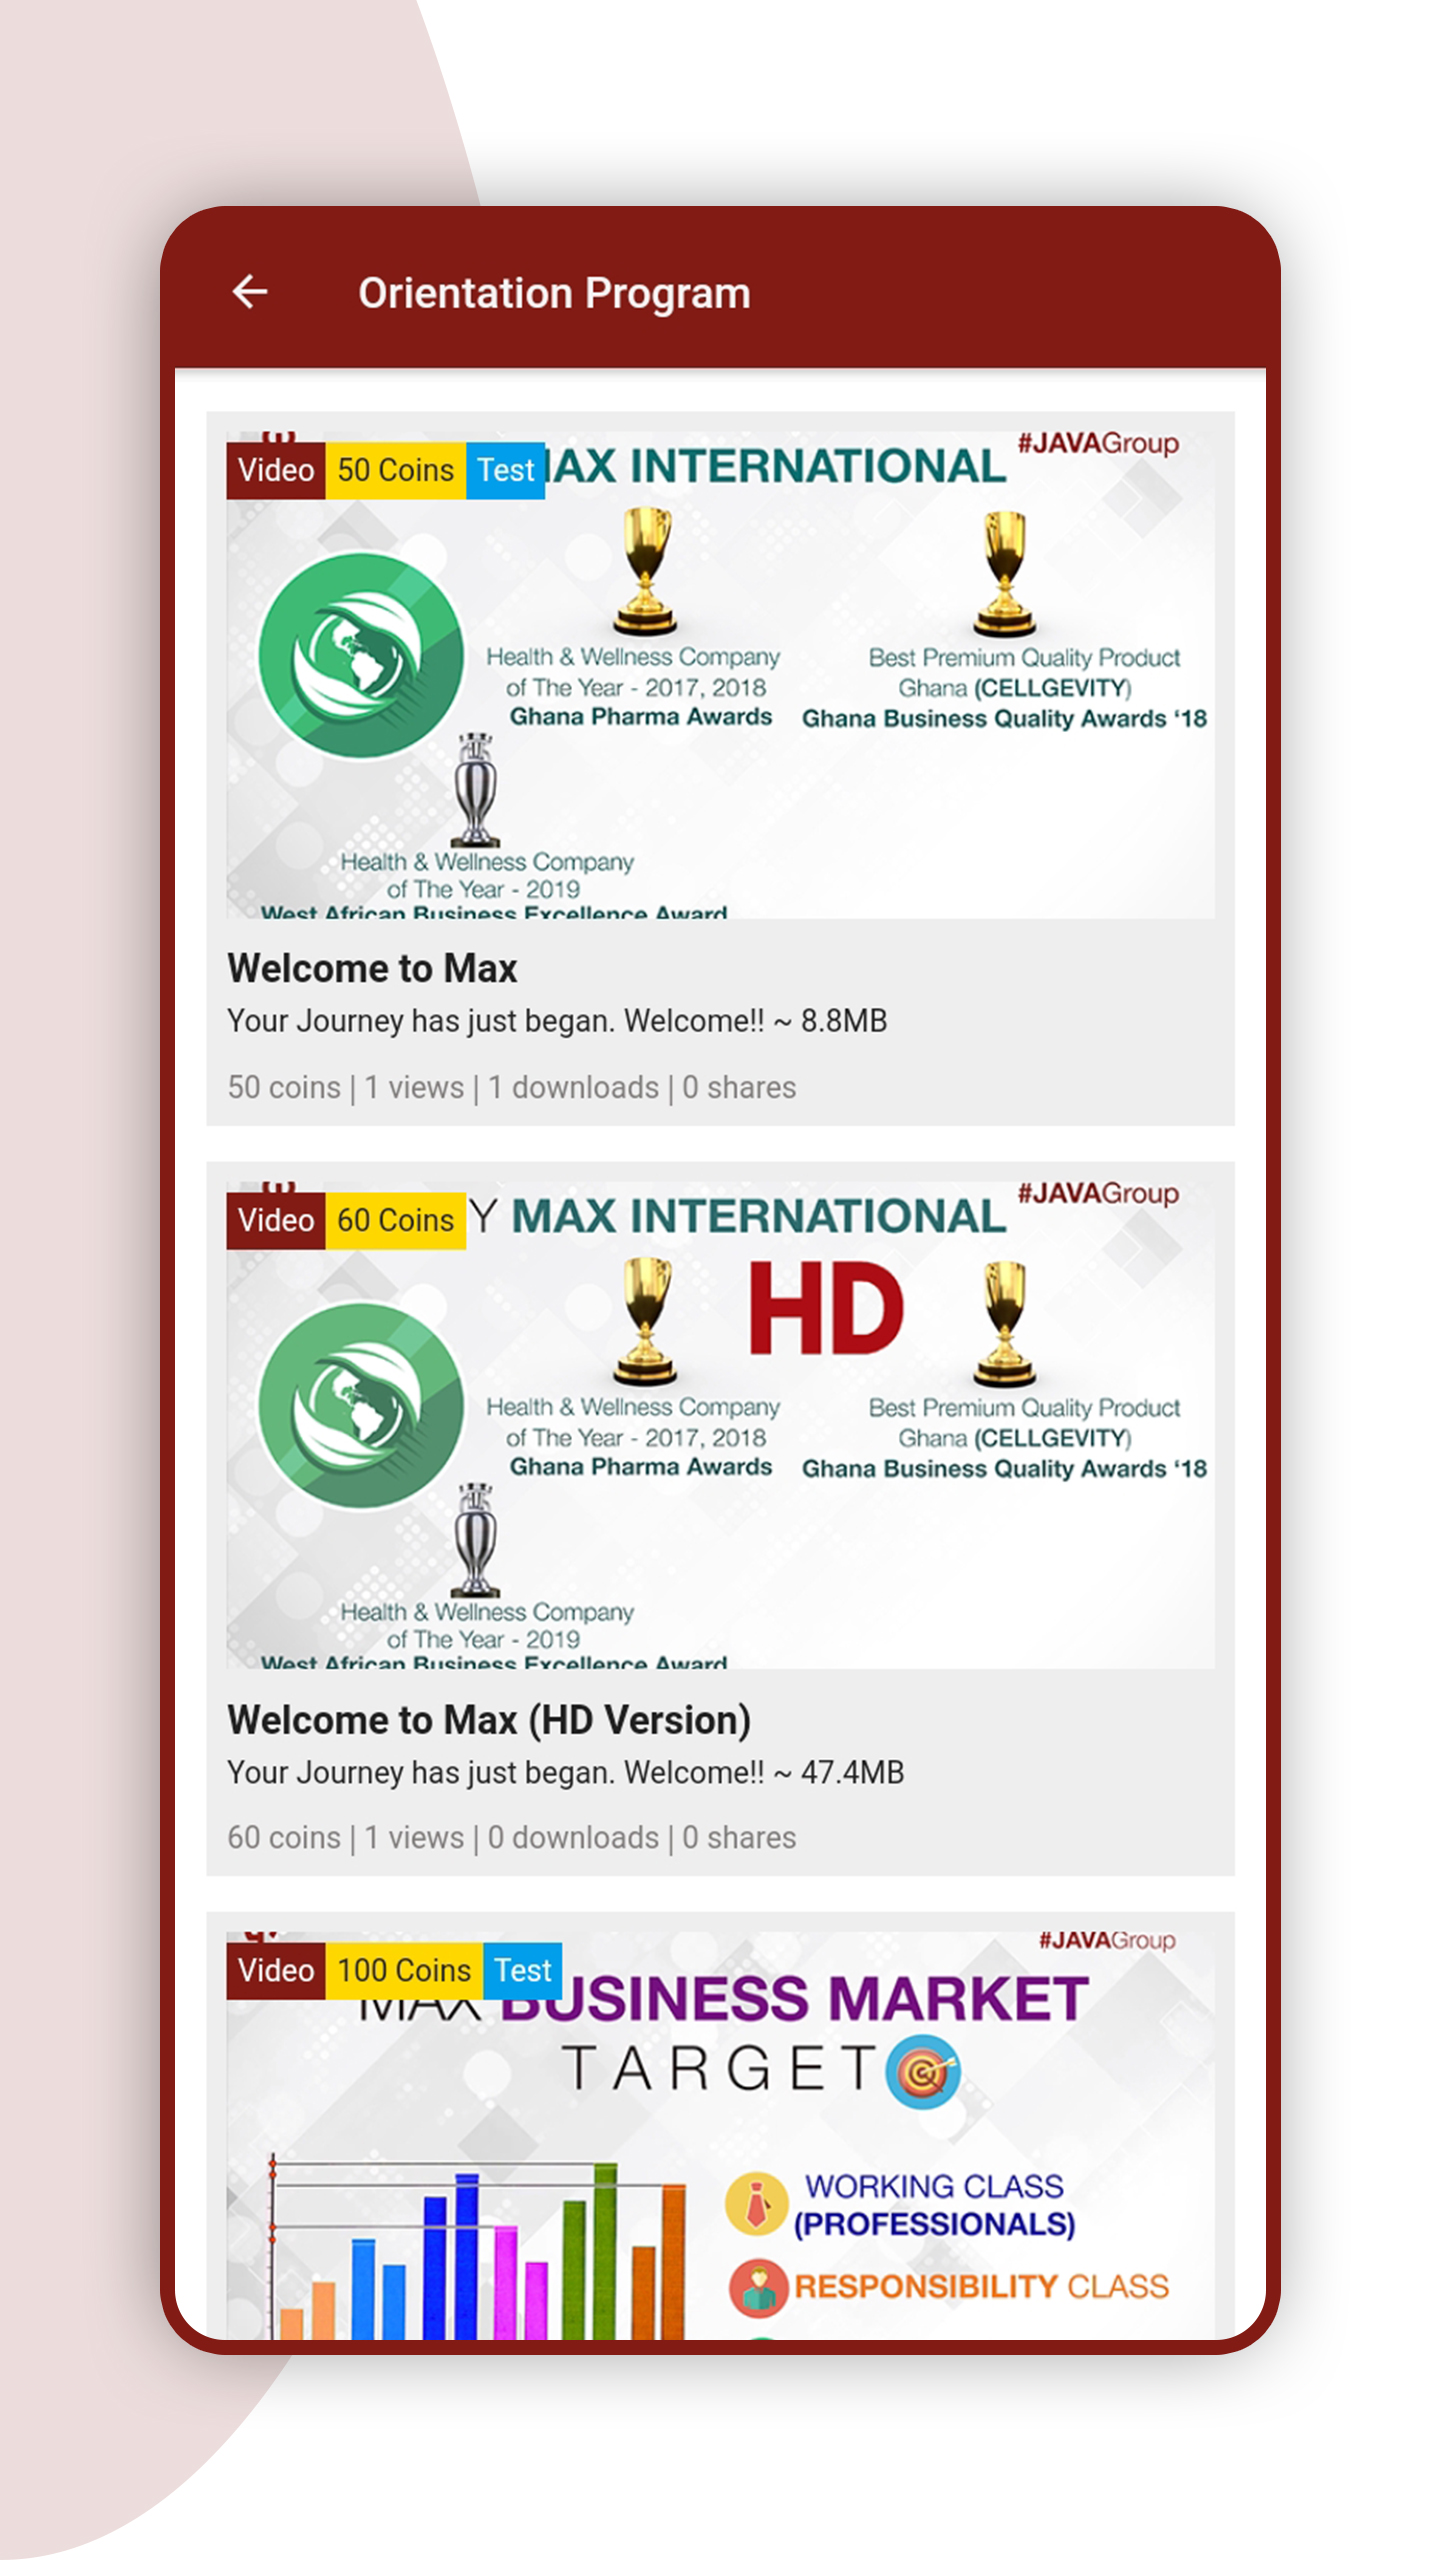 Orientation Program
#JAVAGroup
Video 50 Coins Test AX INTERNATIONAL
Health & Wellness Company
of The Year - 2017, 2018
Ghana Pharma Awards
Best Premium Quality Product
Ghana (CELLGEVITY)
Ghana Business Quality Awards ‘18
Health & Wellness Company
of The Year - 2019
West African Business Excellence Award
Welcome to Max
Your Journey has just began. Welcome!! ~ 8.8MB
50 coins | 1 views | 1 downloads | 0 shares
#JAVAGroup
Video 60 Coins Y MAX INTERNATIONAL
HD
Health & Wellness Company
of The Year - 2017, 2018
Ghana Pharma Awards
Best Premium Quality Product
Ghana (CELLGEVITY)
Ghana Business Quality Awards ‘18
Health & Wellness Company
of The Year - 2019
West African Business Excellence Award
Welcome to Max (HD Version)
Your Journey has just began. Welcome!! ~ 47.4MB
60 coins | 1 views | 0 downloads | 0 shares
#JAVAGroup
Video 100 Coins Test
MAX BUSINESS MARKET
TARGET
WORKING CLASS
(PROFESSIONALS)
RESPONSIBILITY CLASS